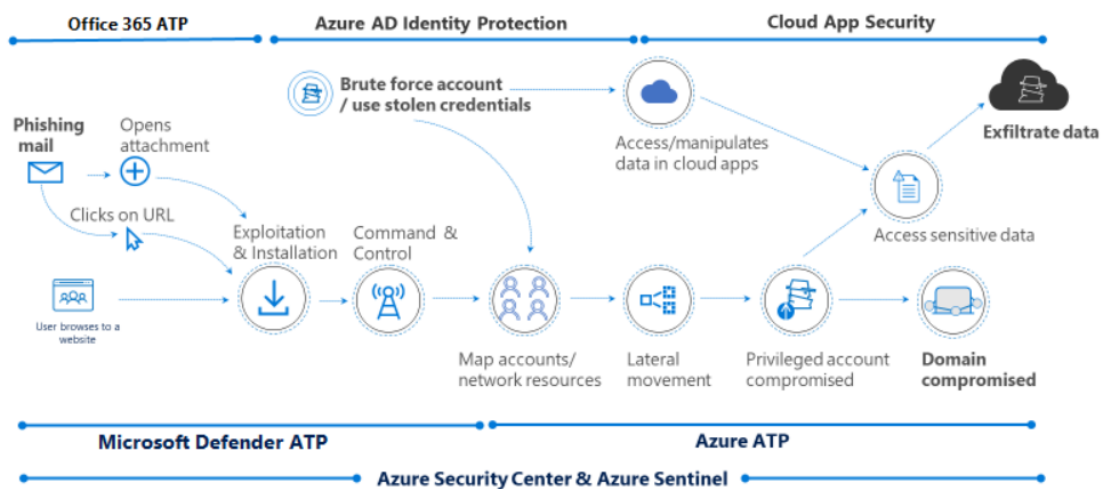 Office 365 ATP
Azure AD Identity Protection
Cloud App Security
Brute force account
/ use stolen credentials
Phishing
mail
Opens
attachment
Access/manipulates
data in cloud apps
Exfiltrate data
Clicks on URL
Exploitation
& Installation
Command &
Control
Access sensitive data
User browses to a
website
Map accounts/
network resources
Lateral
movement
Privileged account
compromised
Domain
compromised
Microsoft Defender ATP
Azure ATP
Azure Security Center & Azure Sentinel